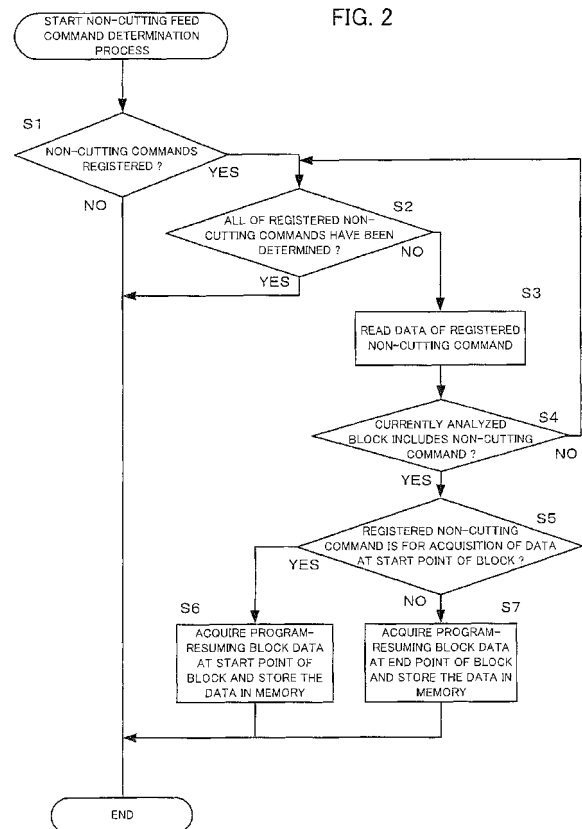 FIG. 2
START NON-CUTTING FEED
COMMAND DETERMINATION
PROCESS
S1
NON-CUTTING COMMANDS
REGISTERED ?
YES
NO
S2
ALL OF REGISTERED NON-
CUTTING COMMANDS HAVE BEEN
DETERMINED ?
NO
YES
S3
READ DATA OF REGISTERED
NON-CUTTING COMMAND
S4
CURRENTLY ANALYZED
BLOCK INCLUDES NON-CUTTING
COMMAND ?
NO
YES
S5
REGISTERED NON-CUTTING
COMMAND IS FOR ACQUISITION OF DATA
AT START POINT OF BLOCK ?
YES
NO
S6
ACQUIRE PROGRAM-
RESUMING BLOCK DATA
AT START POINT OF
BLOCK AND STORE THE
DATA IN MEMORY
S7
ACQUIRE PROGRAM-
RESUMING BLOCK DATA
AT END POINT OF BLOCK
AND STORE THE DATA IN
MEMORY
END